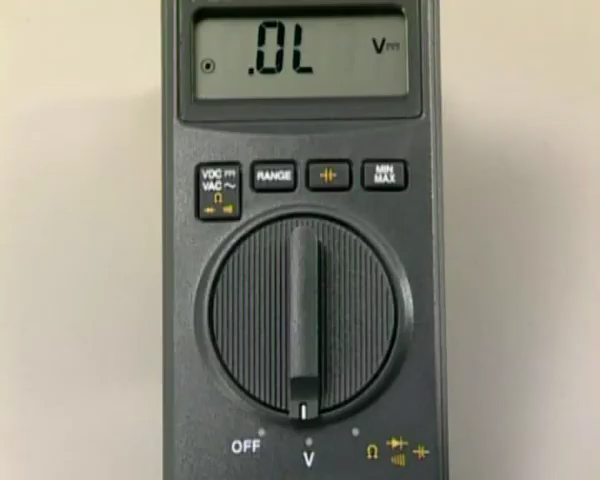 .0L V
VDC
VAC
Ω
RANGE
MIN
MAX
OFF
V
Ω